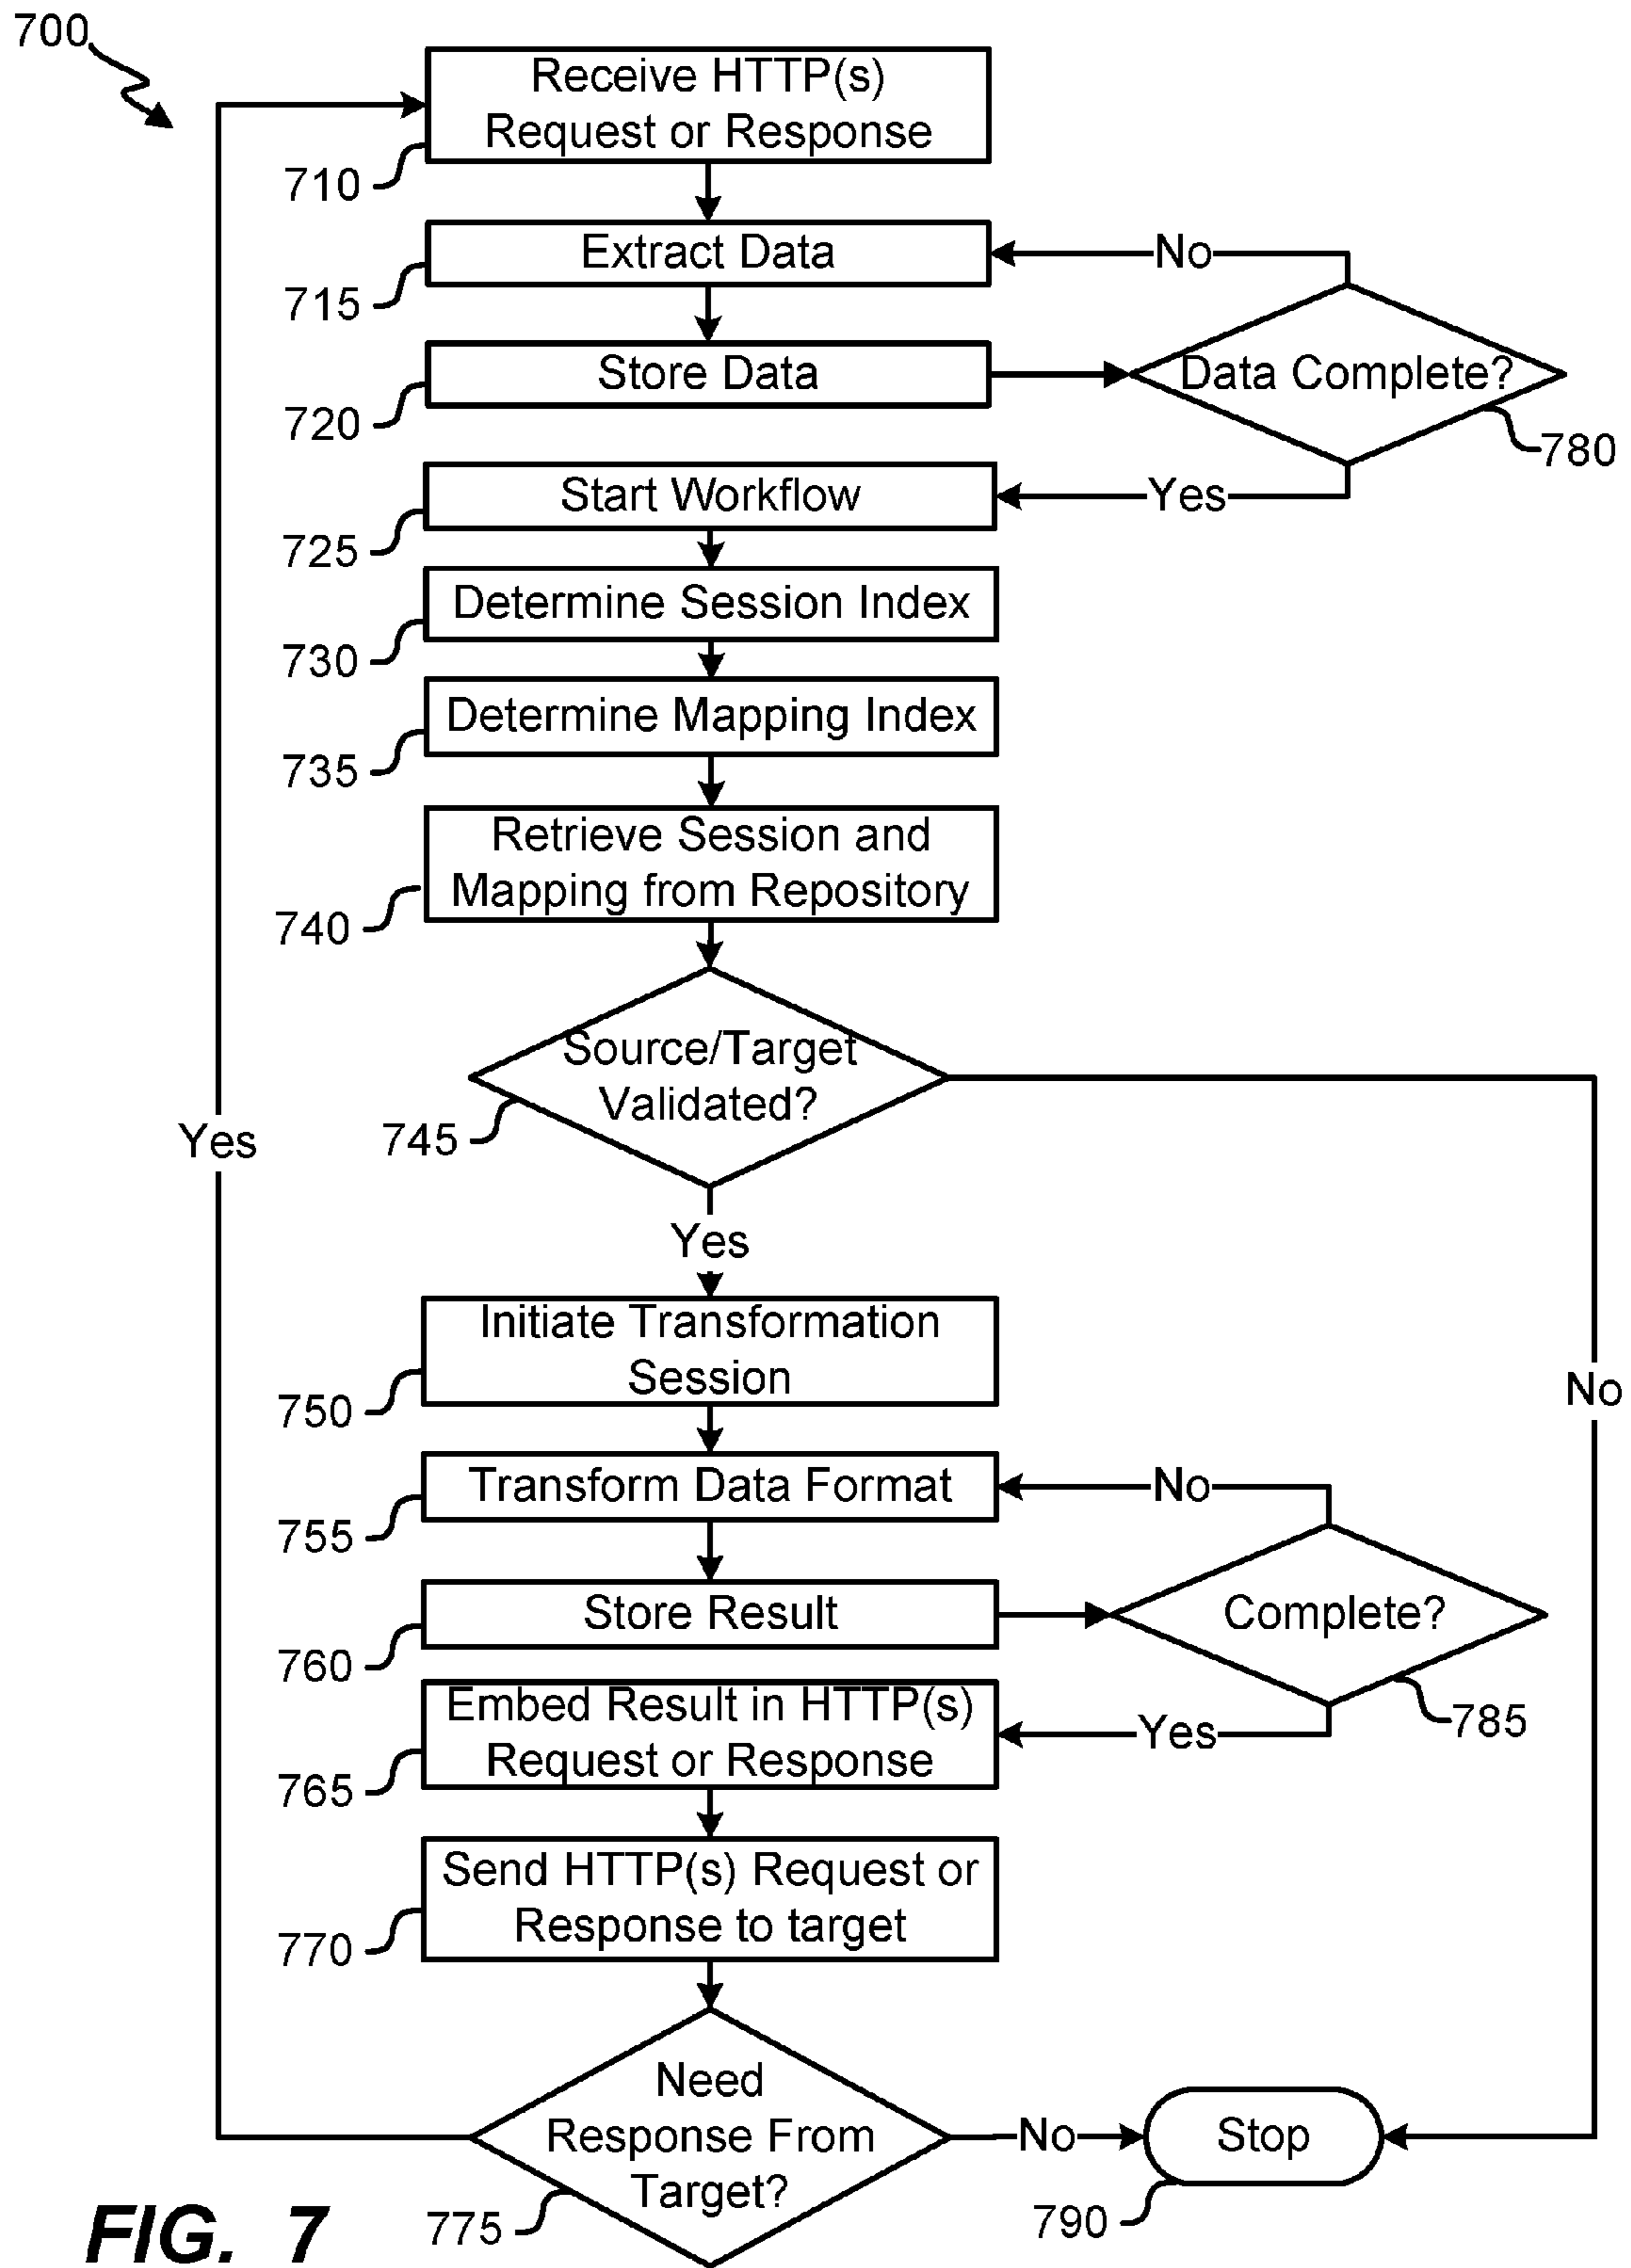 700
Receive HTTP(s)
Request or Response
710
Extract Data
No
715
Store Data
Data Complete?
720
780
Start Workflow
Yes
725
Determine Session Index
730
Determine Mapping Index
735
Retrieve Session and
Mapping from Repository
740
Source/Target
Validated?
745
Yes
Yes
Initiate Transformation
Session
No
750
Transform Data Format
No
755
Store Result
Complete?
760
Embed Result in HTTP(s)
Request or Response
Yes
785
765
Send HTTP(s) Request or
Response to target
770
Need
Response From
Target?
No
Stop
775
790
FIG. 7